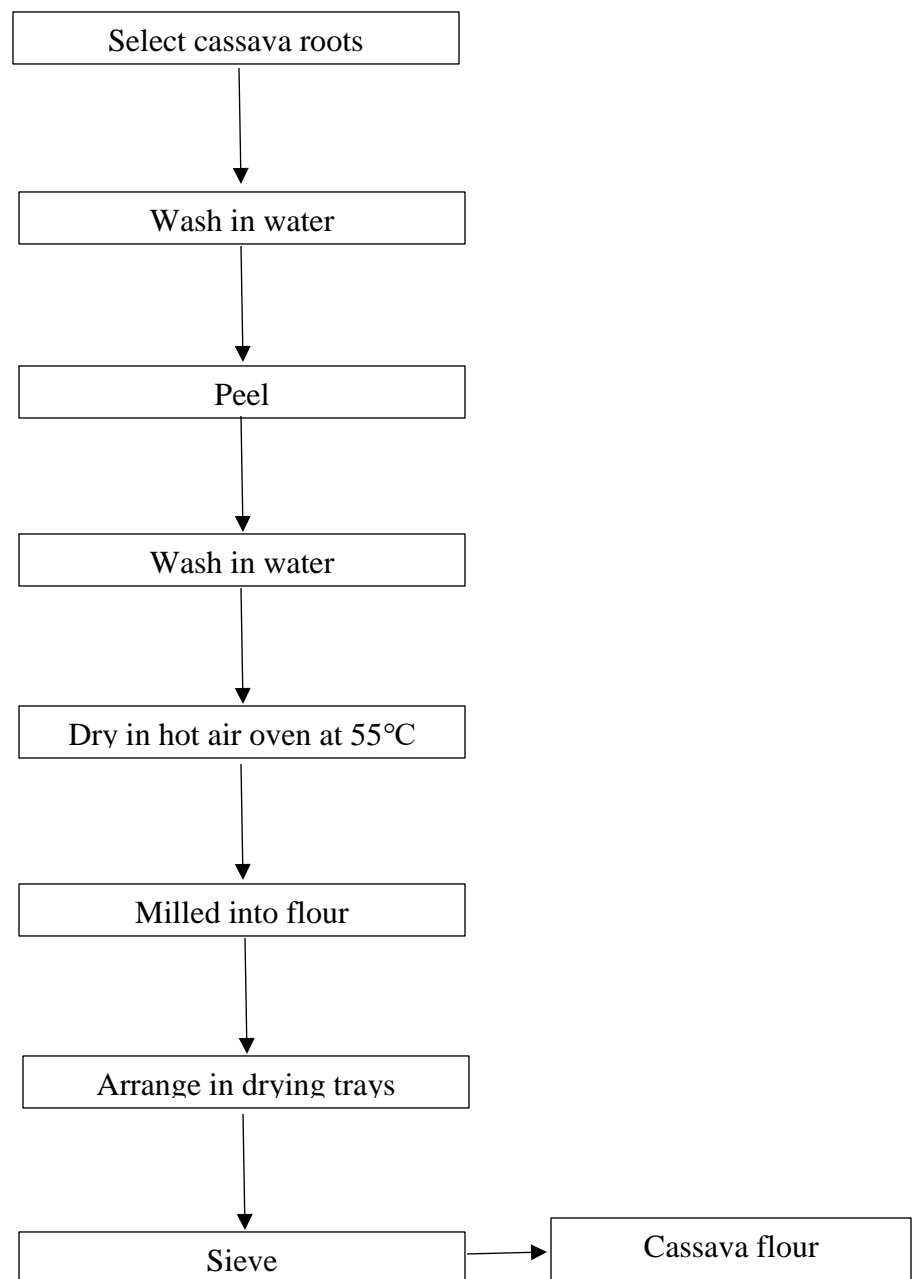 Select cassava roots
Wash in water
Peel
Wash in water
Dry in hot air oven at 55°C
Milled into flour
Arrange in drying trays
Sieve
Cassava flour